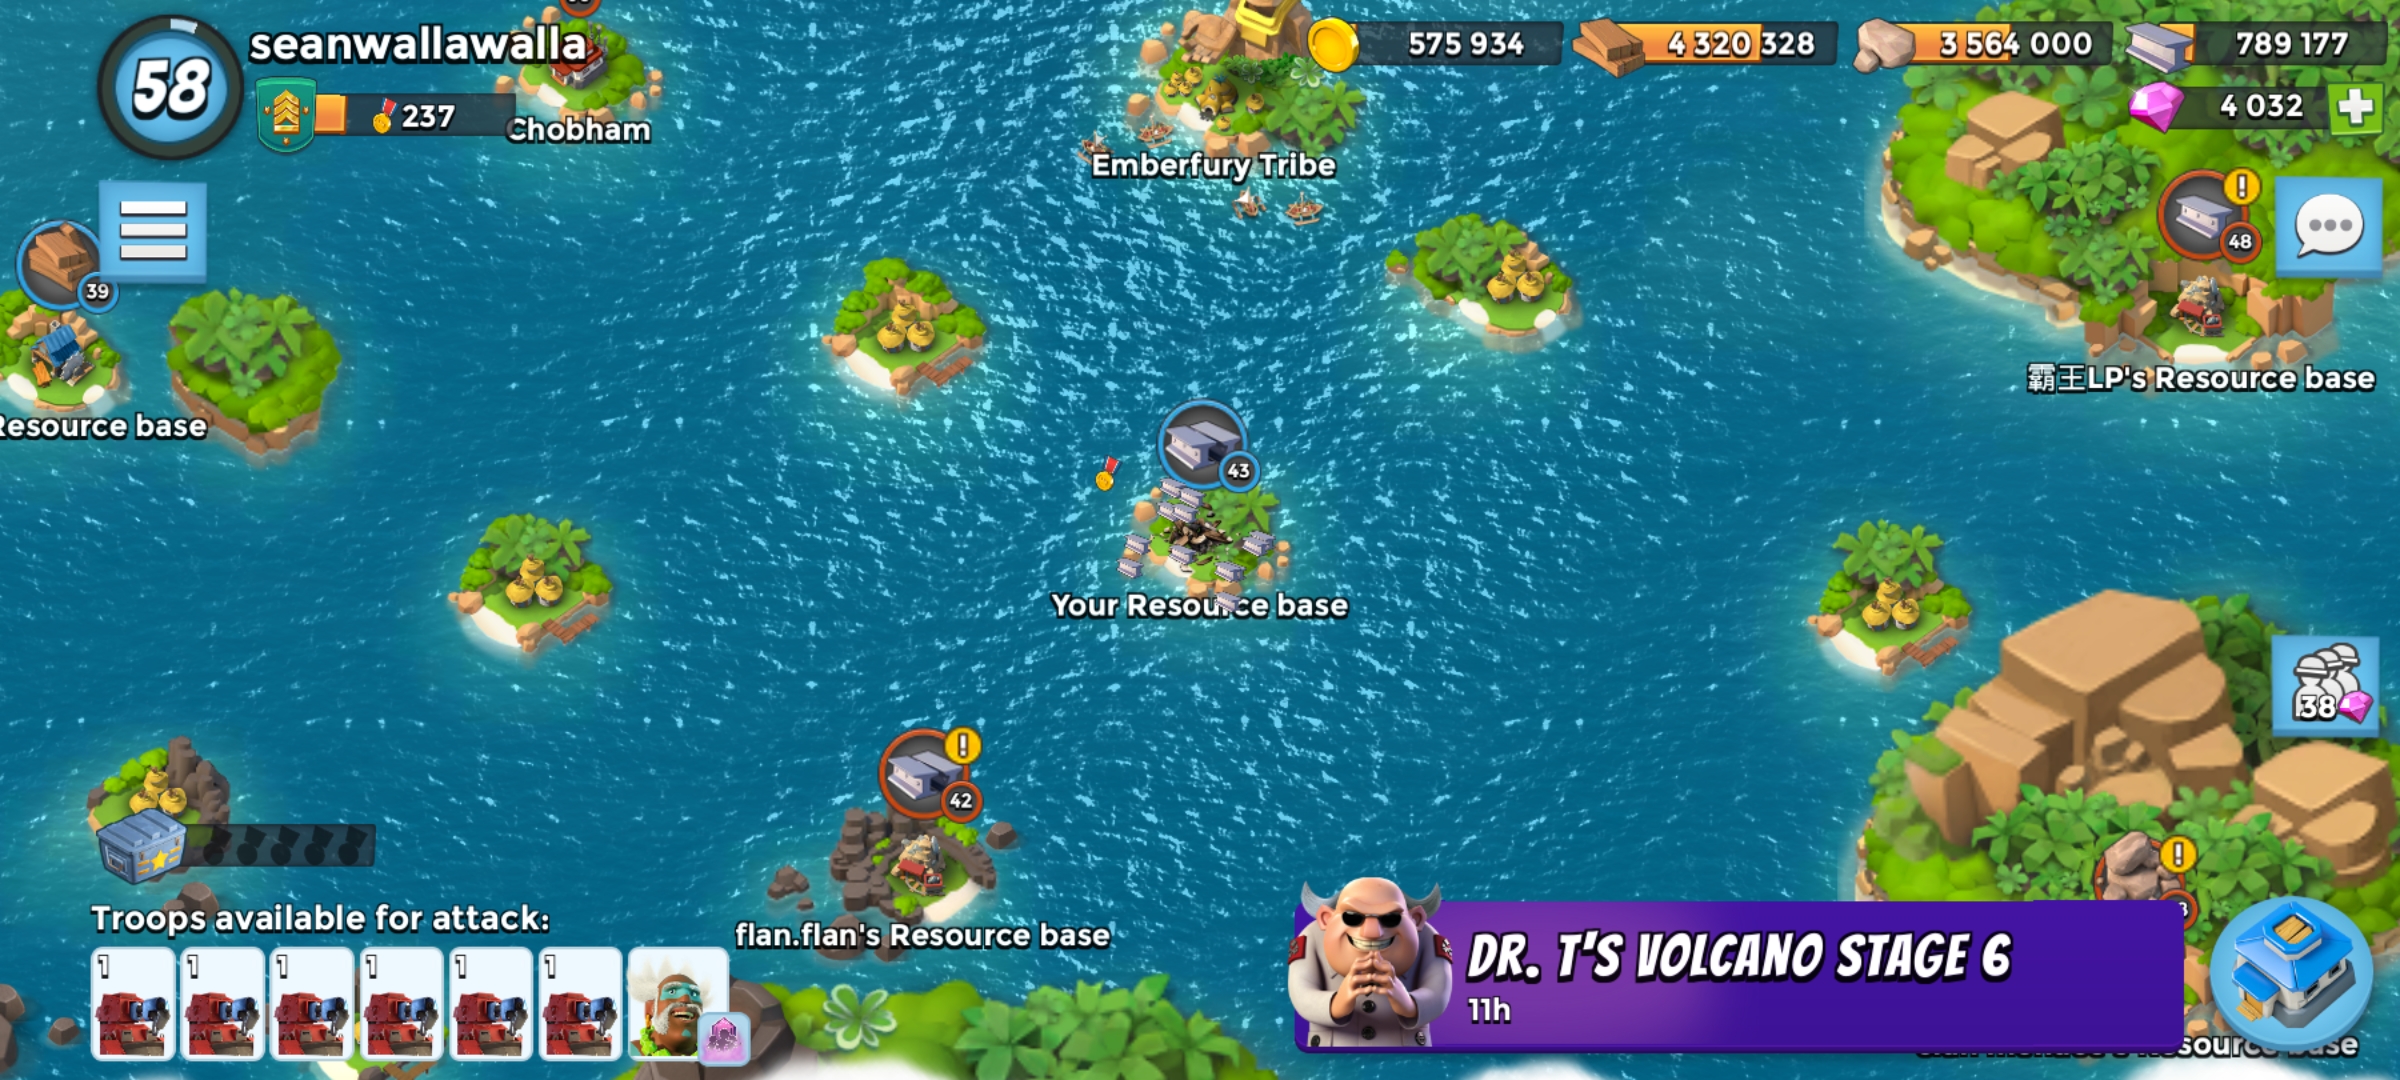 58
seanwallawalla
237
Chobham
Emberfury Tribe
575 934
4 320 328
3 564 000
789 177
4 032
39
Resource base
48
霸王LP's Resource base
43
Your Resource base
38
42
flan.flan's Resource base
Troops available for attack:
1 1 1 1 1 1
DR. T'S VOLCANO STAGE 6
11h